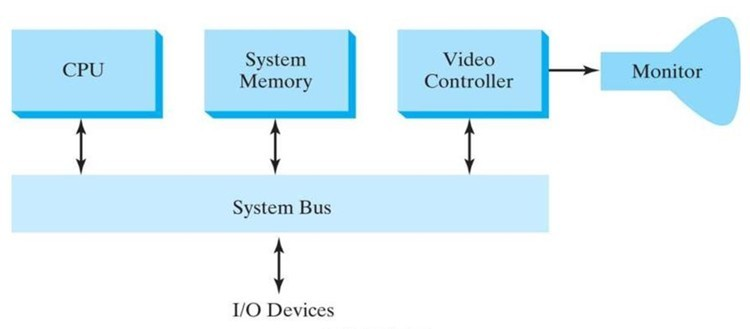 CPU
System
Memory
Video
Controller
Monitor
System Bus
I/O Devices